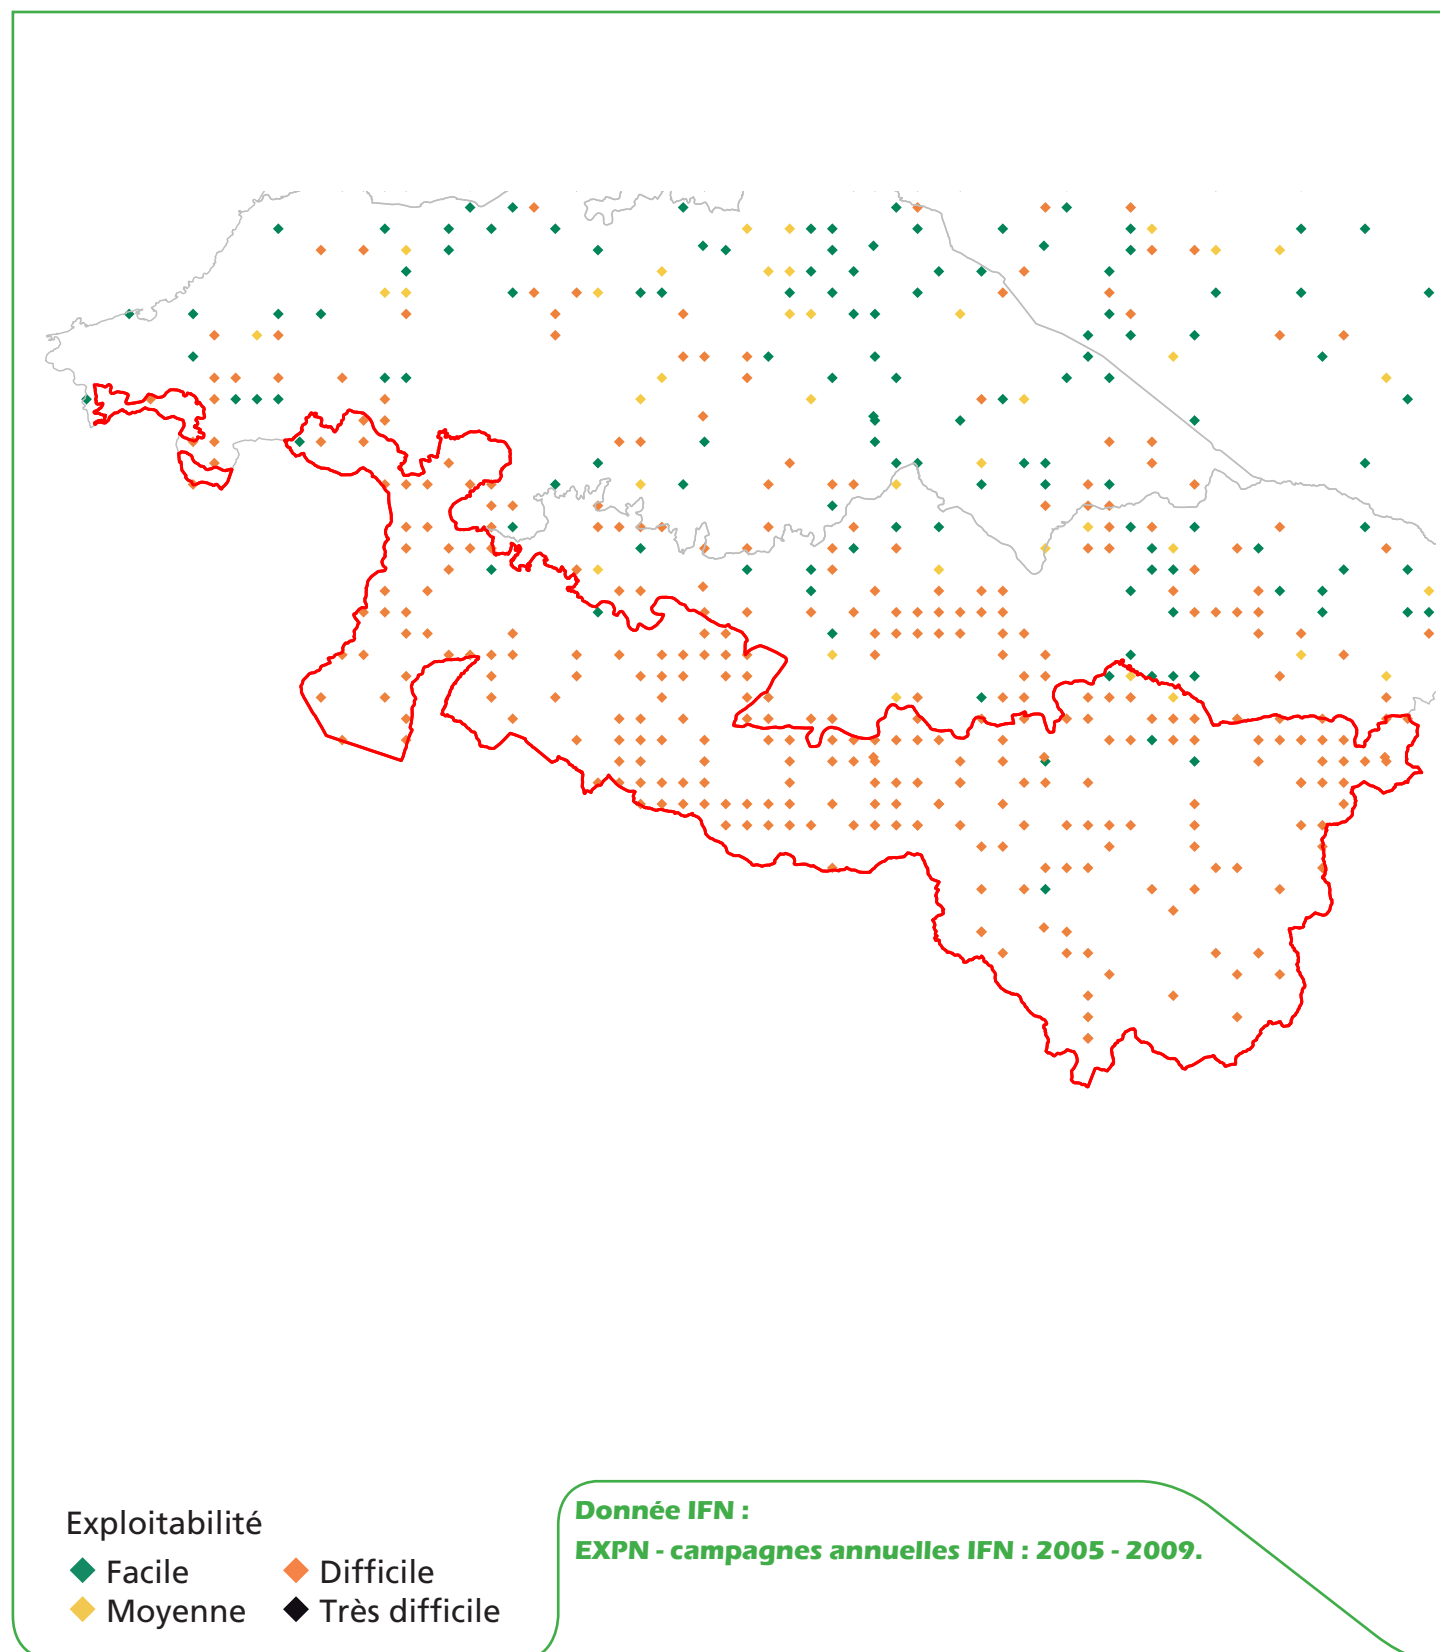 Donnée IFN :
EXPN - campagnes annuelles IFN : 2005 - 2009.
Exploitabilité
Facile
Difficile
Moyenne
Très difficile